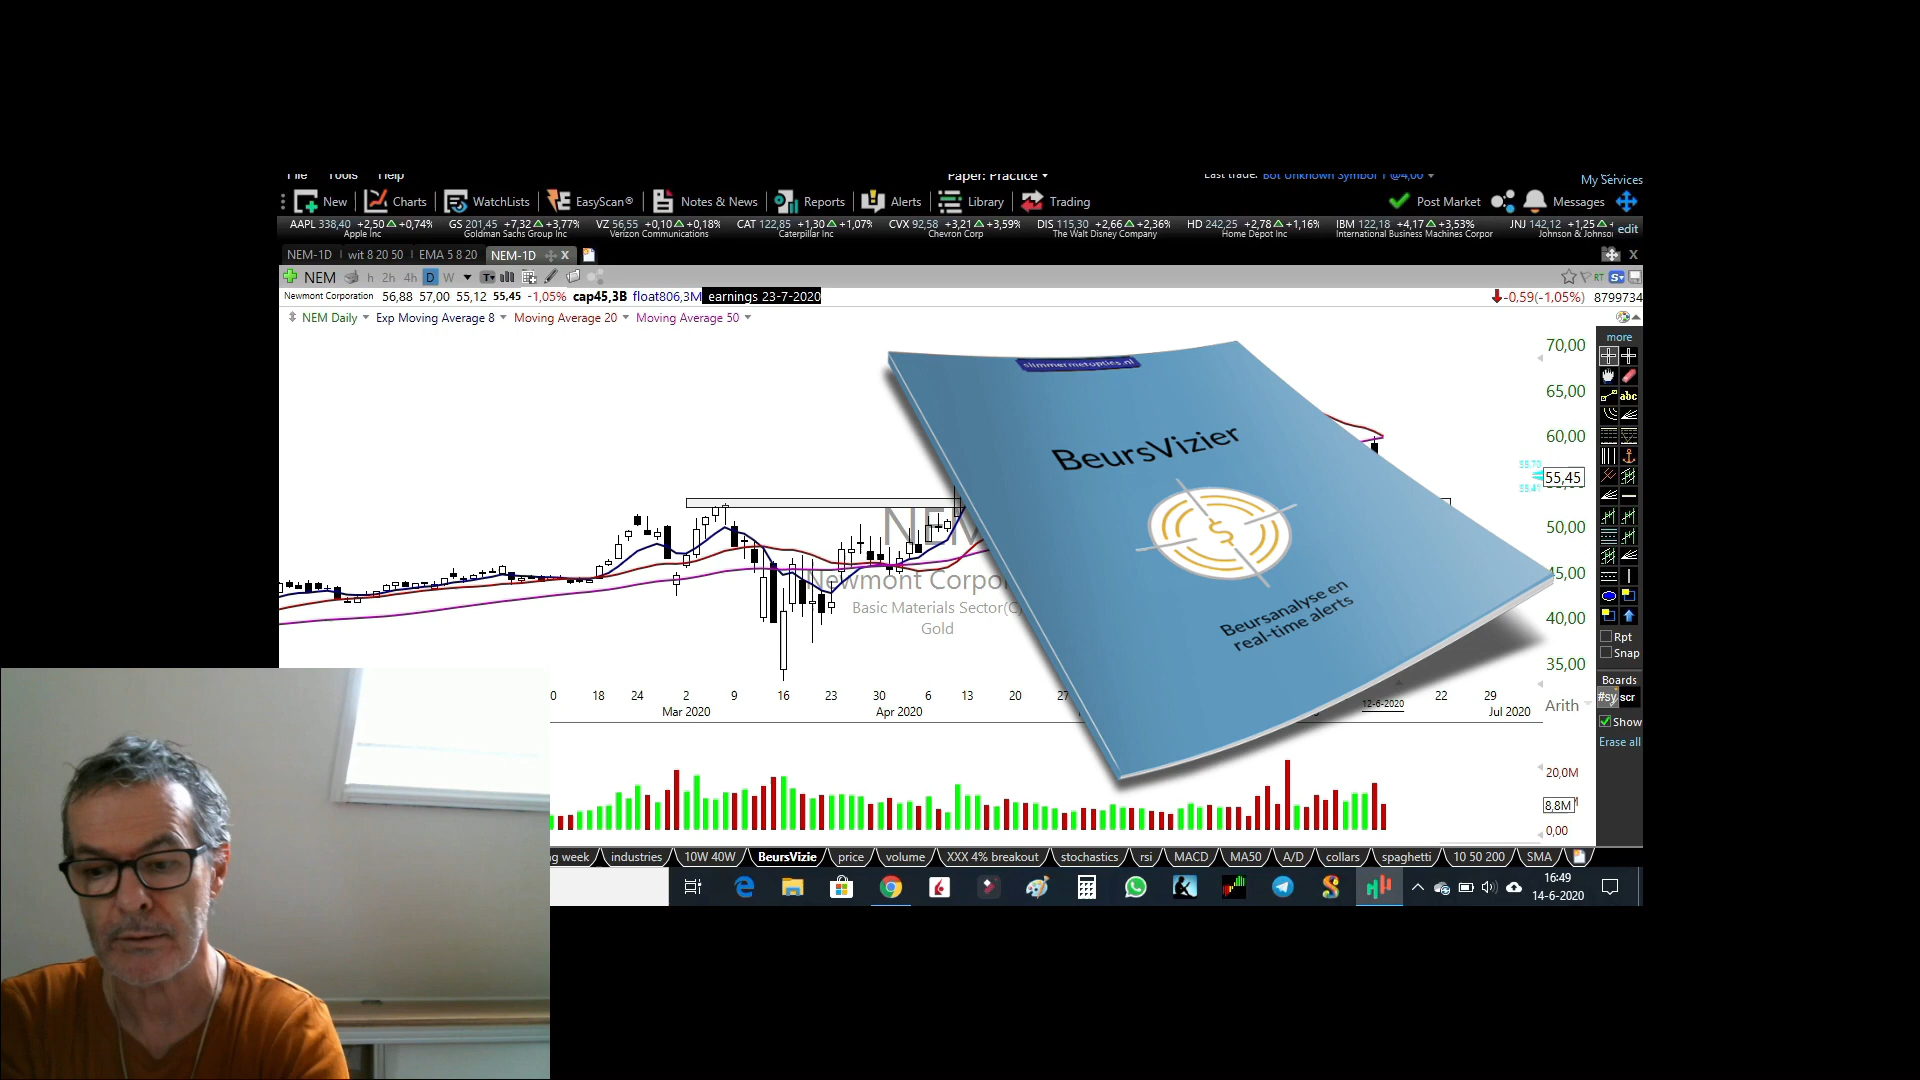 File Tools Help Paper: Practice Last trade: Bot Unknown Symbol 1 @4,00
My Services
New Charts WatchLists EasyScan® Notes & News Reports Alerts Library Trading Post Market Messages
AAPL 338,40 +2,50 +0,74% GS 201,45 +7,32 +3,77% VZ 56,55 +0,10 +0,18% CAT 122,85 +1,30 +1,07% CVX 92,58 +3,21 +3,59% DIS 115,30 +2,66 +2,36% HD 242,25 +2,78 +1,16% IBM 122,18 +4,17 +3,53% JNJ 142,12 +1,25 edit
Apple Inc Goldman Sachs Group Inc Verizon Communications Caterpillar Inc Chevron Corp The Walt Disney Company Home Depot Inc International Business Machines Corpor Johnson & Johnso
NEM-1D wit 8 20 50 EMA 5 8 20 NEM-1D X X
NEM h 2h 4h D W RT
Newmont Corporation 56,88 57,00 55,12 55,45 -1,05% cap45,3B float806,3M earnings 23-7-2020 -0,59(-1,05%) 8799734
NEM Daily Exp Moving Average 8 Moving Average 20 Moving Average 50
more
70,00
65,00
60,00
55,70
55,45
55,41
50,00
45,00
40,00
35,00
abc
slimmermetopties.nl
BeursVizier
Beursanalyse en
real-time alerts
NEM
Newmont Corpo
Basic Materials Sector(C)
Gold
Rpt
Snap
Boards
#sy scr
Show
Erase all
0 18 24 2 9 16 23 30 6 13 20 27 22 29
Mar 2020 Apr 2020 12-6-2020 Jul 2020
Arith
20,0M
8,8M
0,00
ng week industries 10W 40W BeursVizie price volume XXX 4% breakout stochastics rsi MACD MA50 A/D collars spaghetti 10 50 200 SMA
16:49
14-6-2020